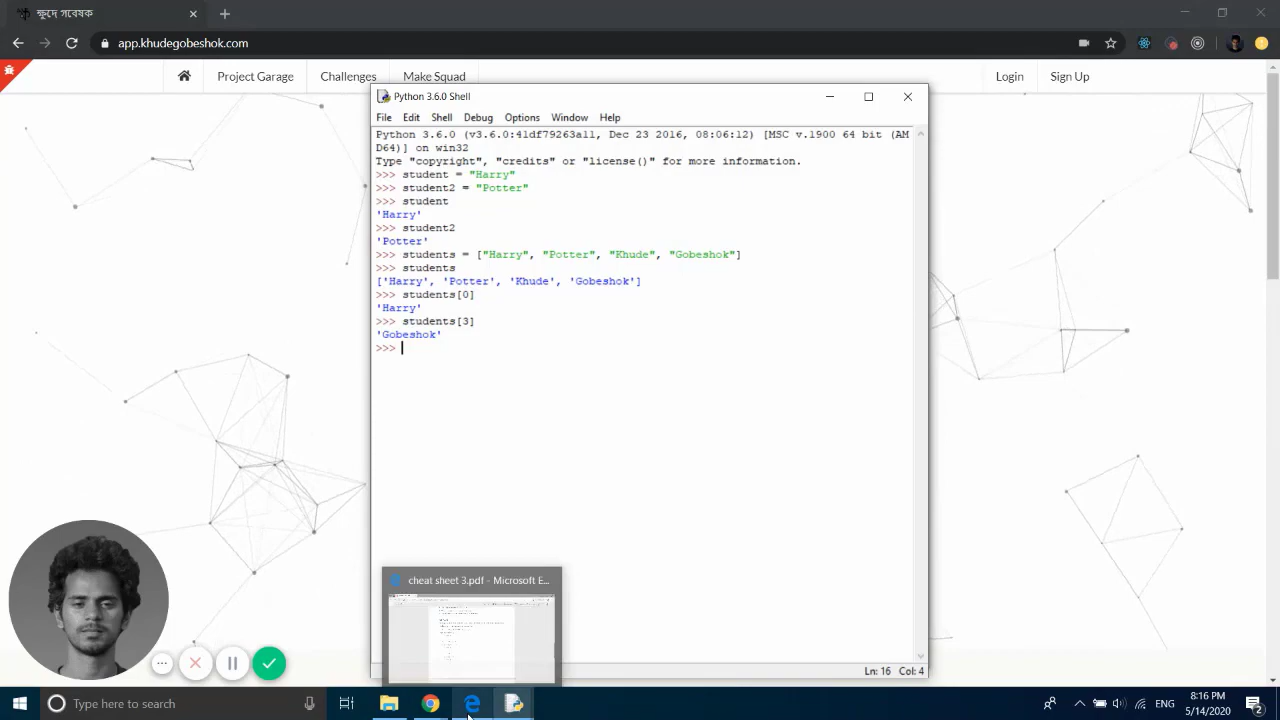 ক্ষুদে গবেষক
app.khudegobeshok.com
Project Garage
Challenges
Make Squad
Login
Sign Up
Python 3.6.0 Shell
File Edit Shell Debug Options Window Help
Python 3.6.0 (v3.6.0:41df79263a11, Dec 23 2016, 08:06:12) [MSC v.1900 64 bit (AM
D64)] on win32
Type "copyright", "credits" or "license()" for more information.
>>> student = "Harry"
>>> student2 = "Potter"
>>> student
'Harry'
>>> student2
'Potter'
>>> students = ["Harry", "Potter", "Khude", "Gobeshok"]
>>> students
['Harry', 'Potter', 'Khude', 'Gobeshok']
>>> students[0]
'Harry'
>>> students[3]
'Gobeshok'
>>>
cheat sheet 3.pdf - Microsoft E...
Ln: 16 Col: 4
Type here to search
ENG
8:16 PM
5/14/2020
2